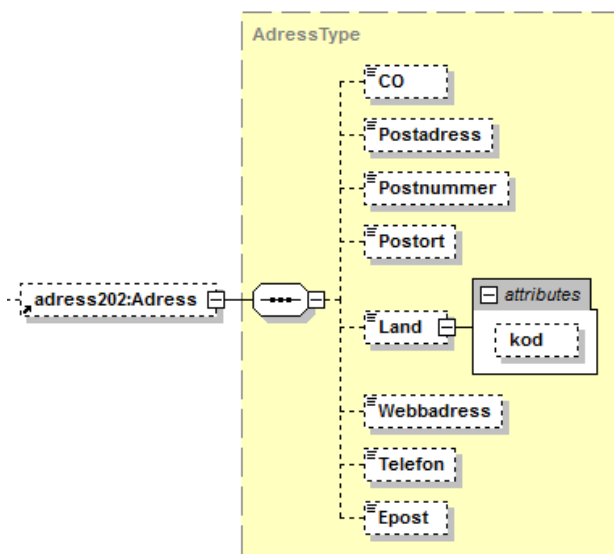 AdressType
CO
Postadress
Postnummer
Postort
adress202:Adress
attributes
Land
kod
Webbadress
Telefon
Epost